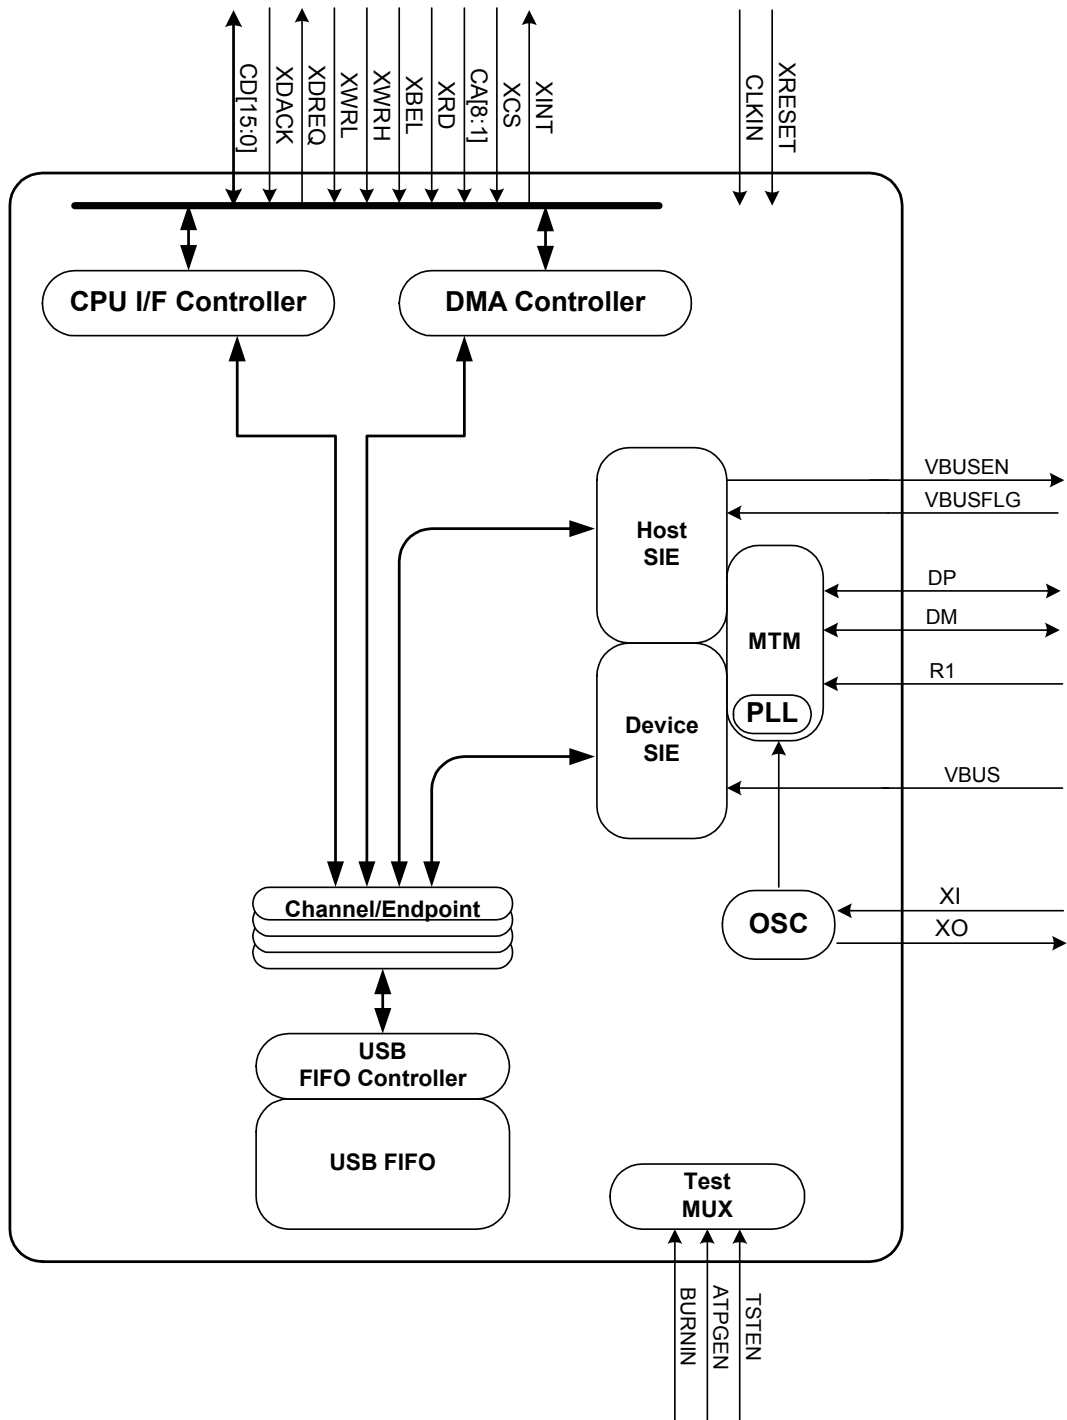 CD[15:0]
XDACK
XDREQ
XWRL
XWRH
XBEL
XRD
CA[8:1]
XCS
XINT
CLKIN
XRESET
CPU I/F Controller
DMA Controller
VBUSEN
VBUSFLG
Host
SIE
DP
DM
MTM
R1
PLL
Device
SIE
VBUS
Channel/Endpoint
OSC
XI
XO
USB
FIFO Controller
USB FIFO
Test
MUX
BURNIN
ATPGEN
TSTEN